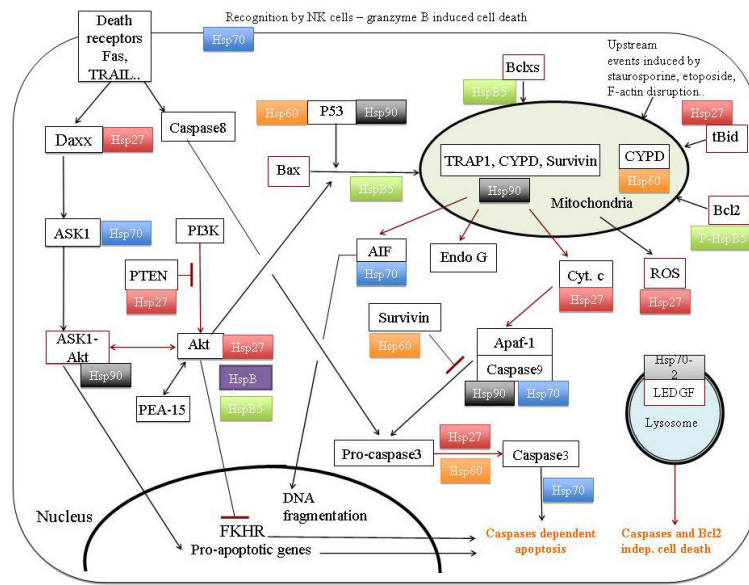 Recognition by NK cells – granzyme B induced cell death
Death
receptors
Fas,
TRAIL..
Hsp70
Daxx
Hsp27
Caspase8
ASK1
Hsp70
PI3K
PTEN
Hsp27
ASK1-
Akt
Hsp90
Akt
Hsp27
HspB
HspB5
PEA-15
Hsp60
P53
Hsp90
Bax
HspB5
Bclxs
HspB5
Upstream
events induced by
staurosporine, etoposide,
F-actin disruption..
Hsp27
tBid
TRAP1, CYPD, Survivin
Hsp90
CYPD
Hsp60
Mitochondria
Bcl2
P-HspB5
AIF
Hsp70
Endo G
Cyt. c
Hsp27
ROS
Hsp27
Survivin
Hsp60
Apaf-1
Caspase9
Hsp90
Hsp70
Hsp70-
2
LEDGF
Lysosome
Pro-caspase3
Hsp27
Hsp60
Caspase3
Hsp70
Nucleus
DNA
fragmentation
FKHR
Pro-apoptotic genes
Caspases dependent
apoptosis
Caspases and Bcl2
indep. cell death